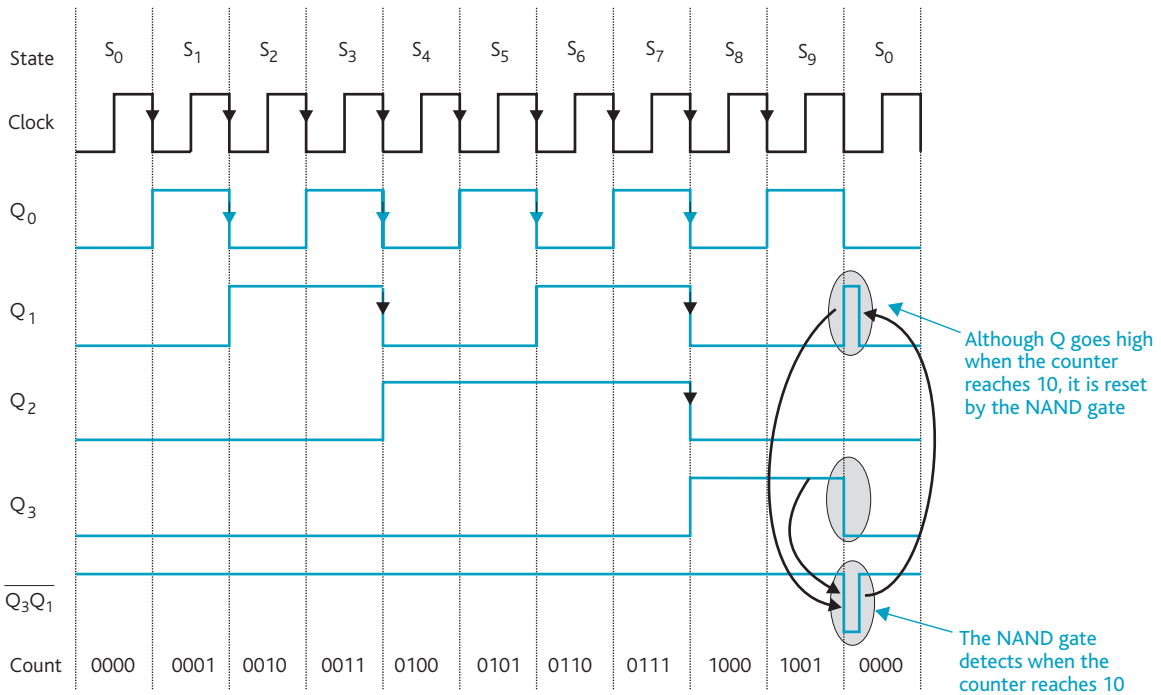 State S0 S1 S2 S3 S4 S5 S6 S7 S8 S9 S0
Clock
Q0
Q1
Although Q goes high
when the counter
reaches 10, it is reset
by the NAND gate
Q2
Q3
Q3Q1
The NAND gate
detects when the
counter reaches 10
Count 0000 0001 0010 0011 0100 0101 0110 0111 1000 1001 0000